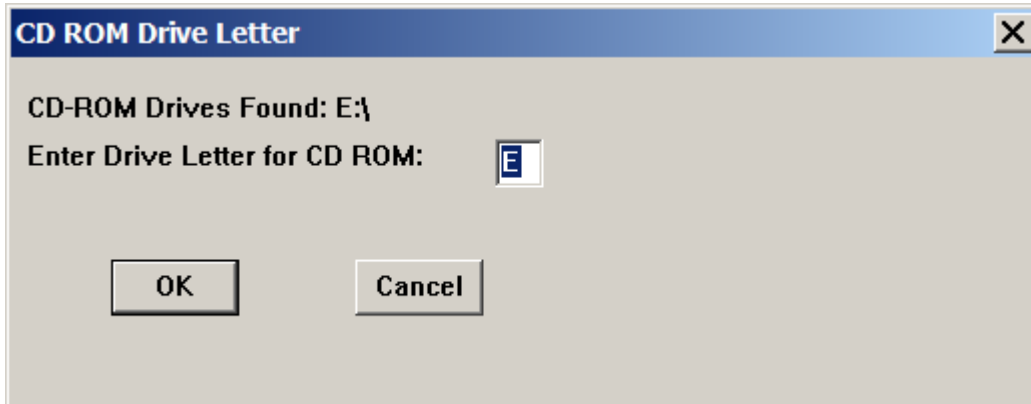 CD ROM Drive Letter
CD-ROM Drives Found: E:\
Enter Drive Letter for CD ROM: E
OK Cancel